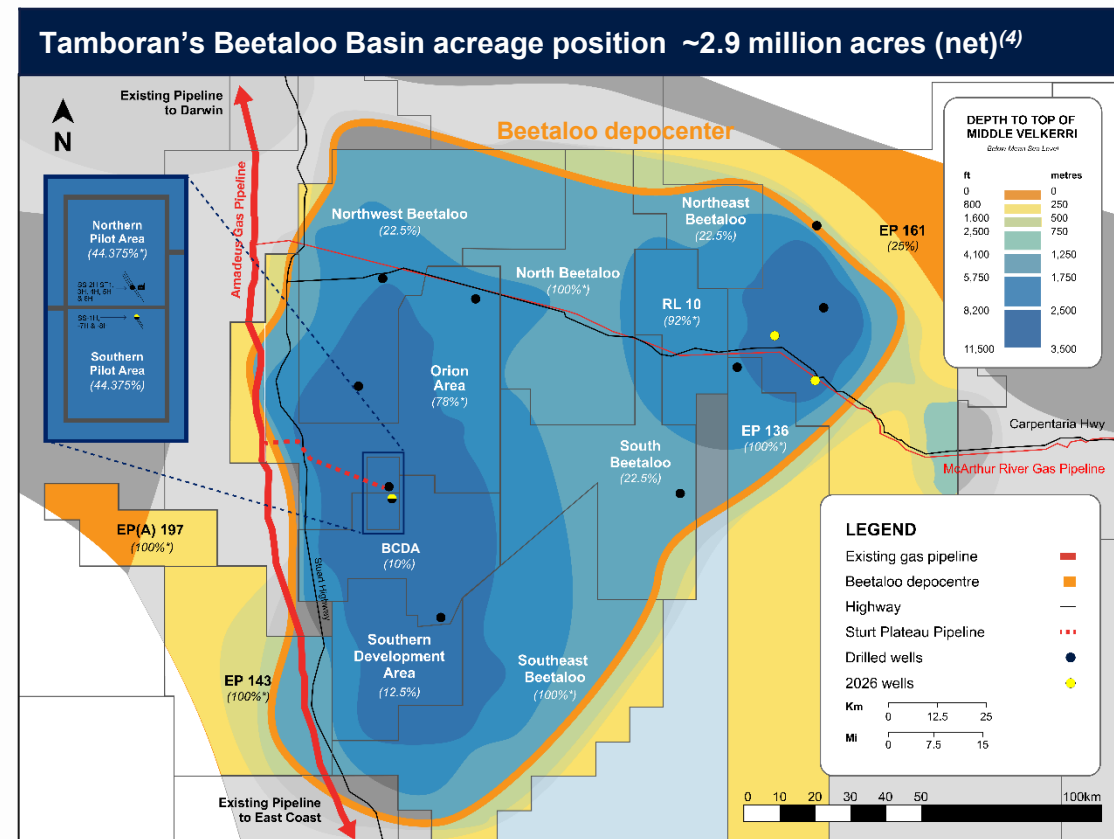 Tamboran's Beetaloo Basin acreage position ~2.9 million acres (net)(4)
Existing Pipeline
to Darwin
N
Beetaloo depocenter
Amadeus Gas Pipeline
Northern
Pilot Area
(44.375%*)
Southern
Pilot Area
(44.375%)
Northwest Beetaloo
(22.5%)
Northeast
Beetaloo
(22.5%)
EP 161
(25%)
North Beetaloo
(100%*)
RL 10
(92%*)
Orion
Area
(78%*)
EP 136
(100%*)
South
Beetaloo
(22.5%)
EP(A) 197
(100%*)
BCDA
(10%)
Stuart Highway
Southern
Development
Area
(12.5%)
Southeast
Beetaloo
(100%*)
EP 143
(100%*)
Existing Pipeline
to East Coast
Carpentaria Hwy
McArthur River Gas Pipeline
DEPTH TO TOP OF
MIDDLE VELKERRI
Below Mean Sea Level
ft metres
0 0
800 250
1,600 500
2,500 750
4,100 1,250
5,750 1,750
8,200 2,500
11,500 3,500
LEGEND
Existing gas pipeline
Beetaloo depocentre
Highway
Sturt Plateau Pipeline
Drilled wells
2026 wells
Km
0 12.5 25
Mi
0 7.5 15
0 10 20 30 40 50 100km